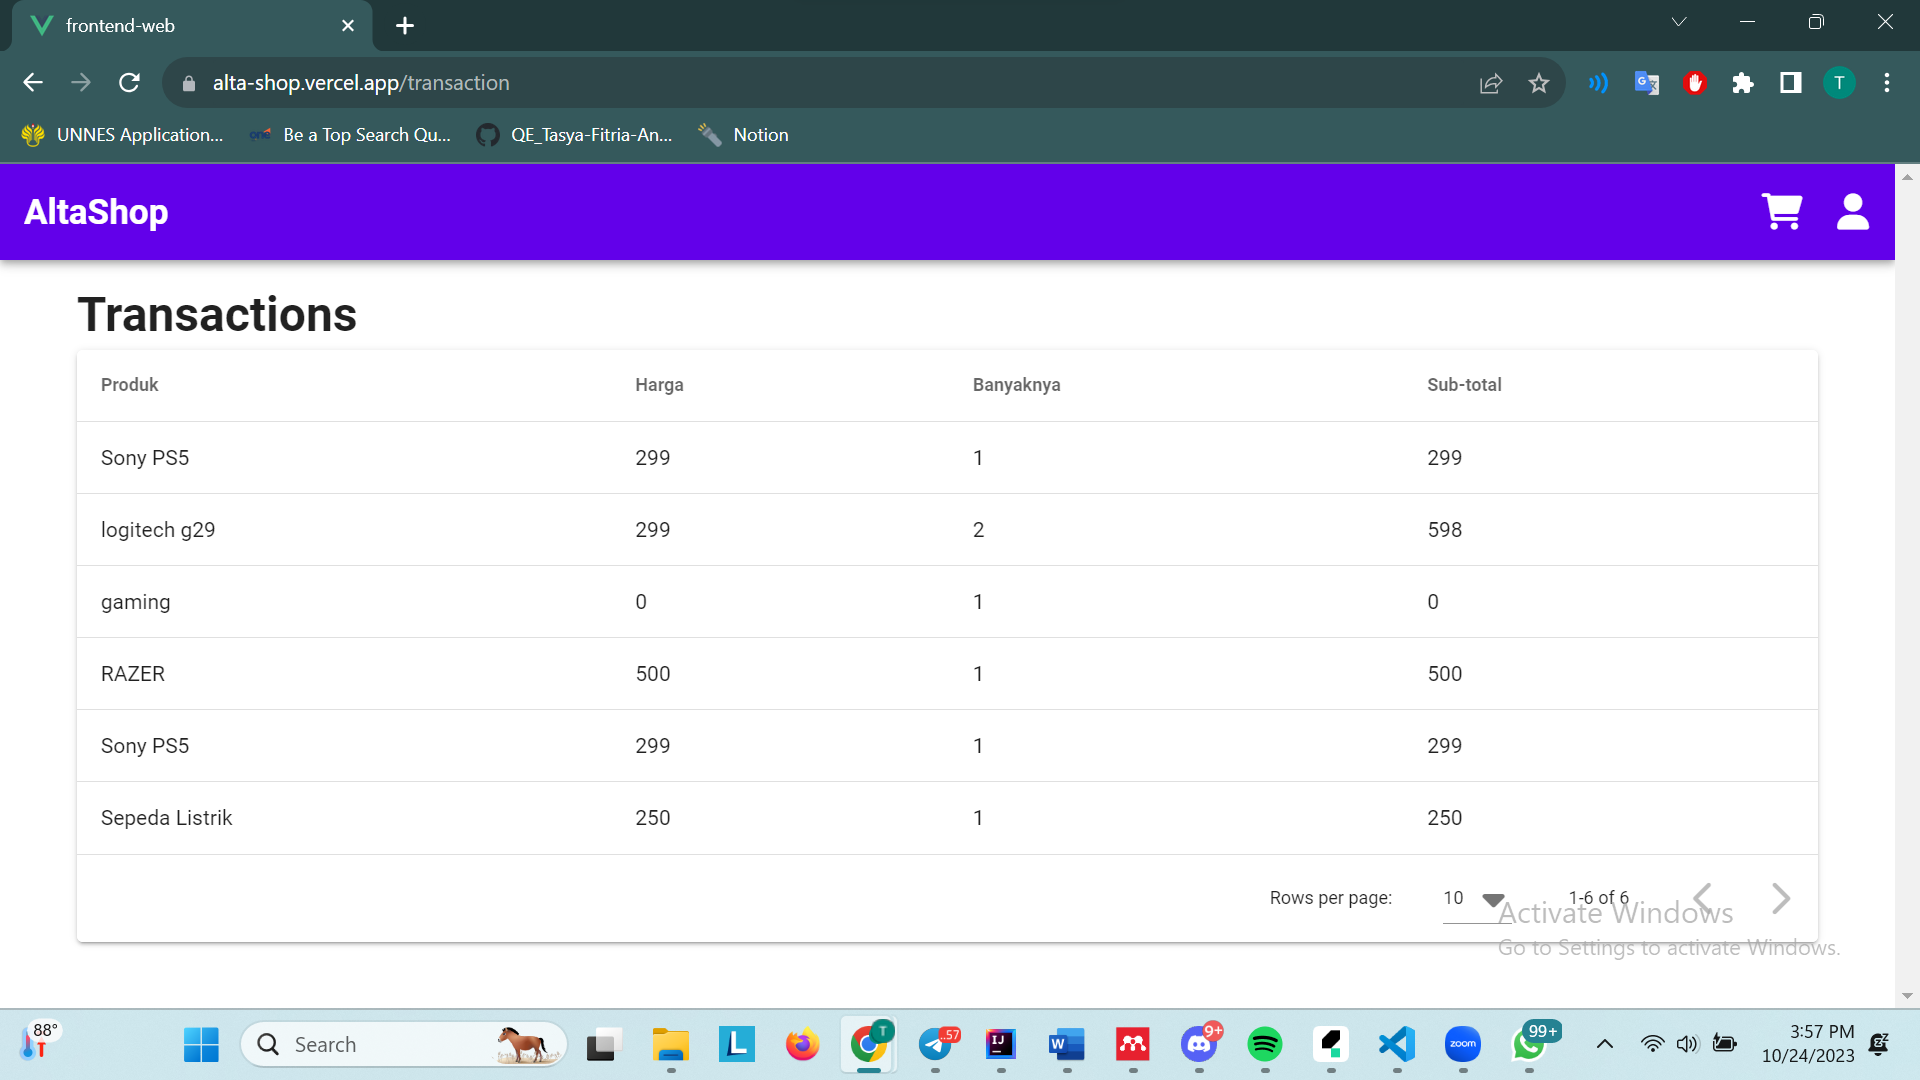 frontend-web
alta-shop.vercel.app/transaction
T
UNNES Application...
one Be a Top Search Qu...
QE_Tasya-Fitria-An...
Notion
AltaShop
Transactions
Produk Harga Banyaknya Sub-total
Sony PS5 299 1 299
logitech g29 299 2 598
gaming 0 1 0
RAZER 500 1 500
Sony PS5 299 1 299
Sepeda Listrik 250 1 250
Rows per page: 10 1-6 of 6
Activate Windows
Go to Settings to activate Windows.
88°
Search
L
T
.57
IJ
W
9+
zoom
99+
3:57 PM
10/24/2023